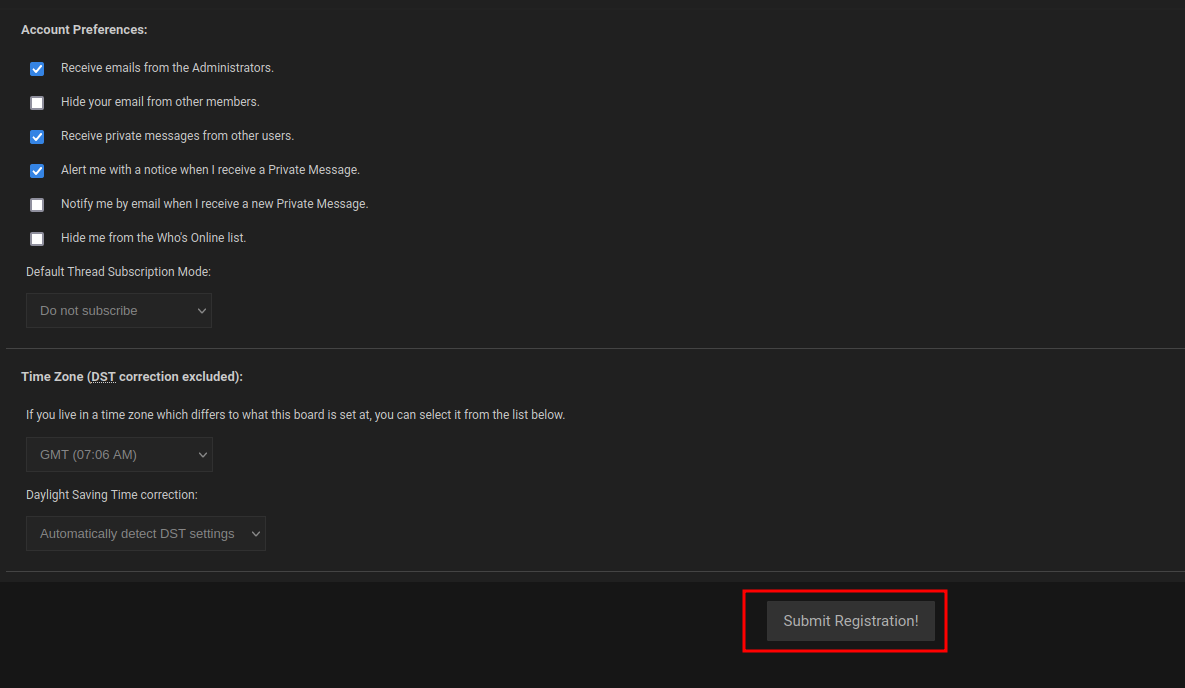 Account Preferences:
Receive emails from the Administrators.
Hide your email from other members.
Receive private messages from other users.
Alert me with a notice when I receive a Private Message.
Notify me by email when I receive a new Private Message.
Hide me from the Who's Online list.
Default Thread Subscription Mode:
Do not subscribe
Time Zone (DST correction excluded):
If you live in a time zone which differs to what this board is set at, you can select it from the list below.
GMT (07:06 AM)
Daylight Saving Time correction:
Automatically detect DST settings
Submit Registration!